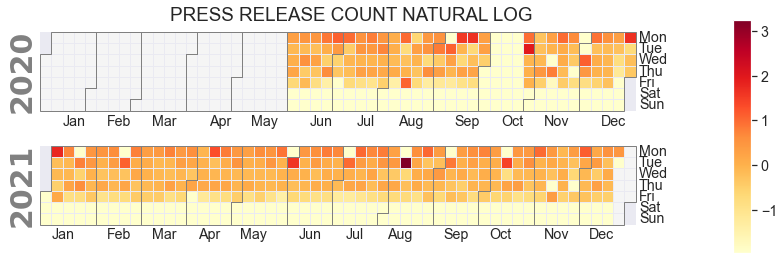 PRESS RELEASE COUNT NATURAL LOG
2020
Mon
Tue
Wed
Thu
Fri
Sat
Sun
Jan Feb Mar Apr May Jun Jul Aug Sep Oct Nov Dec
2021
Mon
Tue
Wed
Thu
Fri
Sat
Sun
Jan Feb Mar Apr May Jun Jul Aug Sep Oct Nov Dec
3
2
1
0
−1